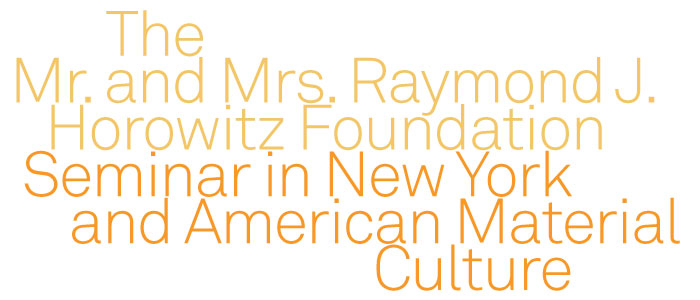 The
Mr. and Mrs. Raymond J.
Horowitz Foundation
Seminar in New York
and American Material
Culture